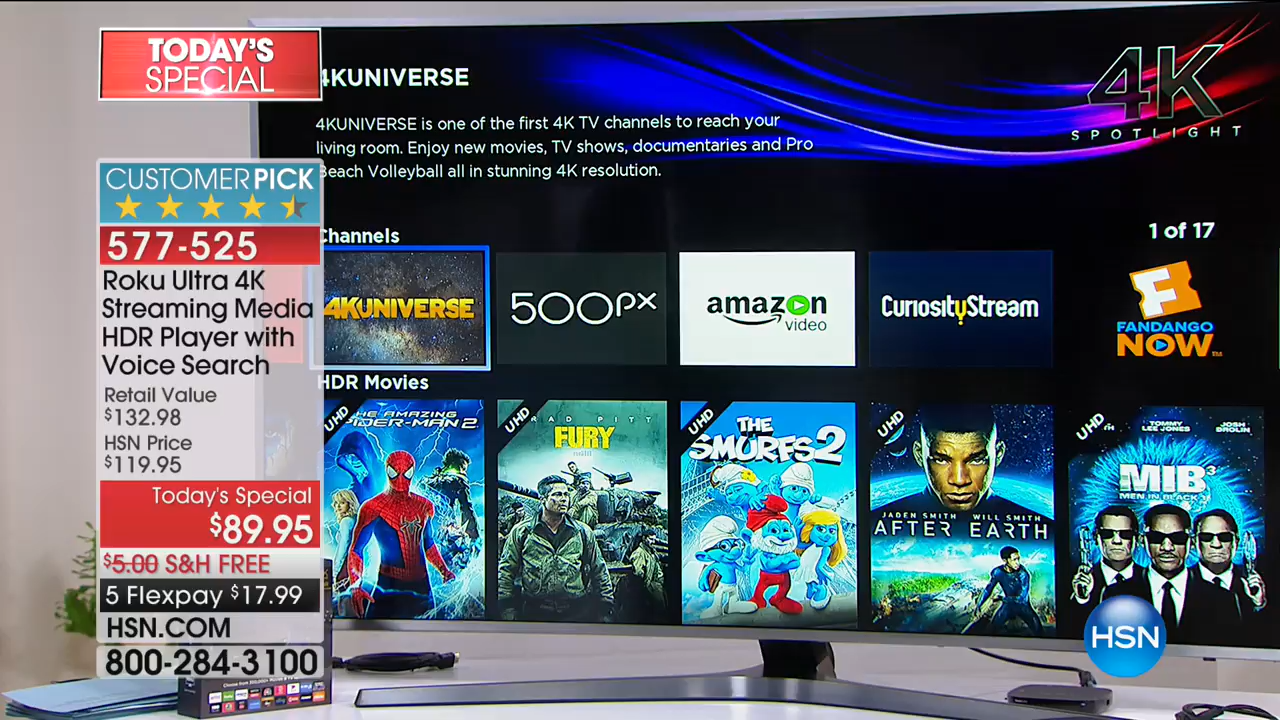 TODAY'S
SPECIAL
CUSTOMER PICK
577-525
Roku Ultra 4K
Streaming Media
HDR Player with
Voice Search
Retail Value
$132.98
HSN Price
$119.95
Today's Special
$89.95
$5.00 S&H FREE
5 Flexpay $17.99
HSN.COM
800-284-3100
4KUNIVERSE
4KUNIVERSE is one of the first 4K TV channels to reach your
living room. Enjoy new movies, TV shows, documentaries and Pro
Beach Volleyball all in stunning 4K resolution.
4K
SPOTLIGHT
Channels
1 of 17
4KUNIVERSE
500px
amazon
video
CuriosityStream
FANDANGO
NOW
HDR Movies
UHD
THE AMAZING
SPIDER-MAN 2
UHD
BRAD PITT
FURY
UHD
THE
SMURFS 2
UHD
JADEN SMITH WILL SMITH
AFTER EARTH
UHD
TOMMY
LEE JONES
JOSH
BROLIN
MIB3
MEN IN BLACK 3
HSN